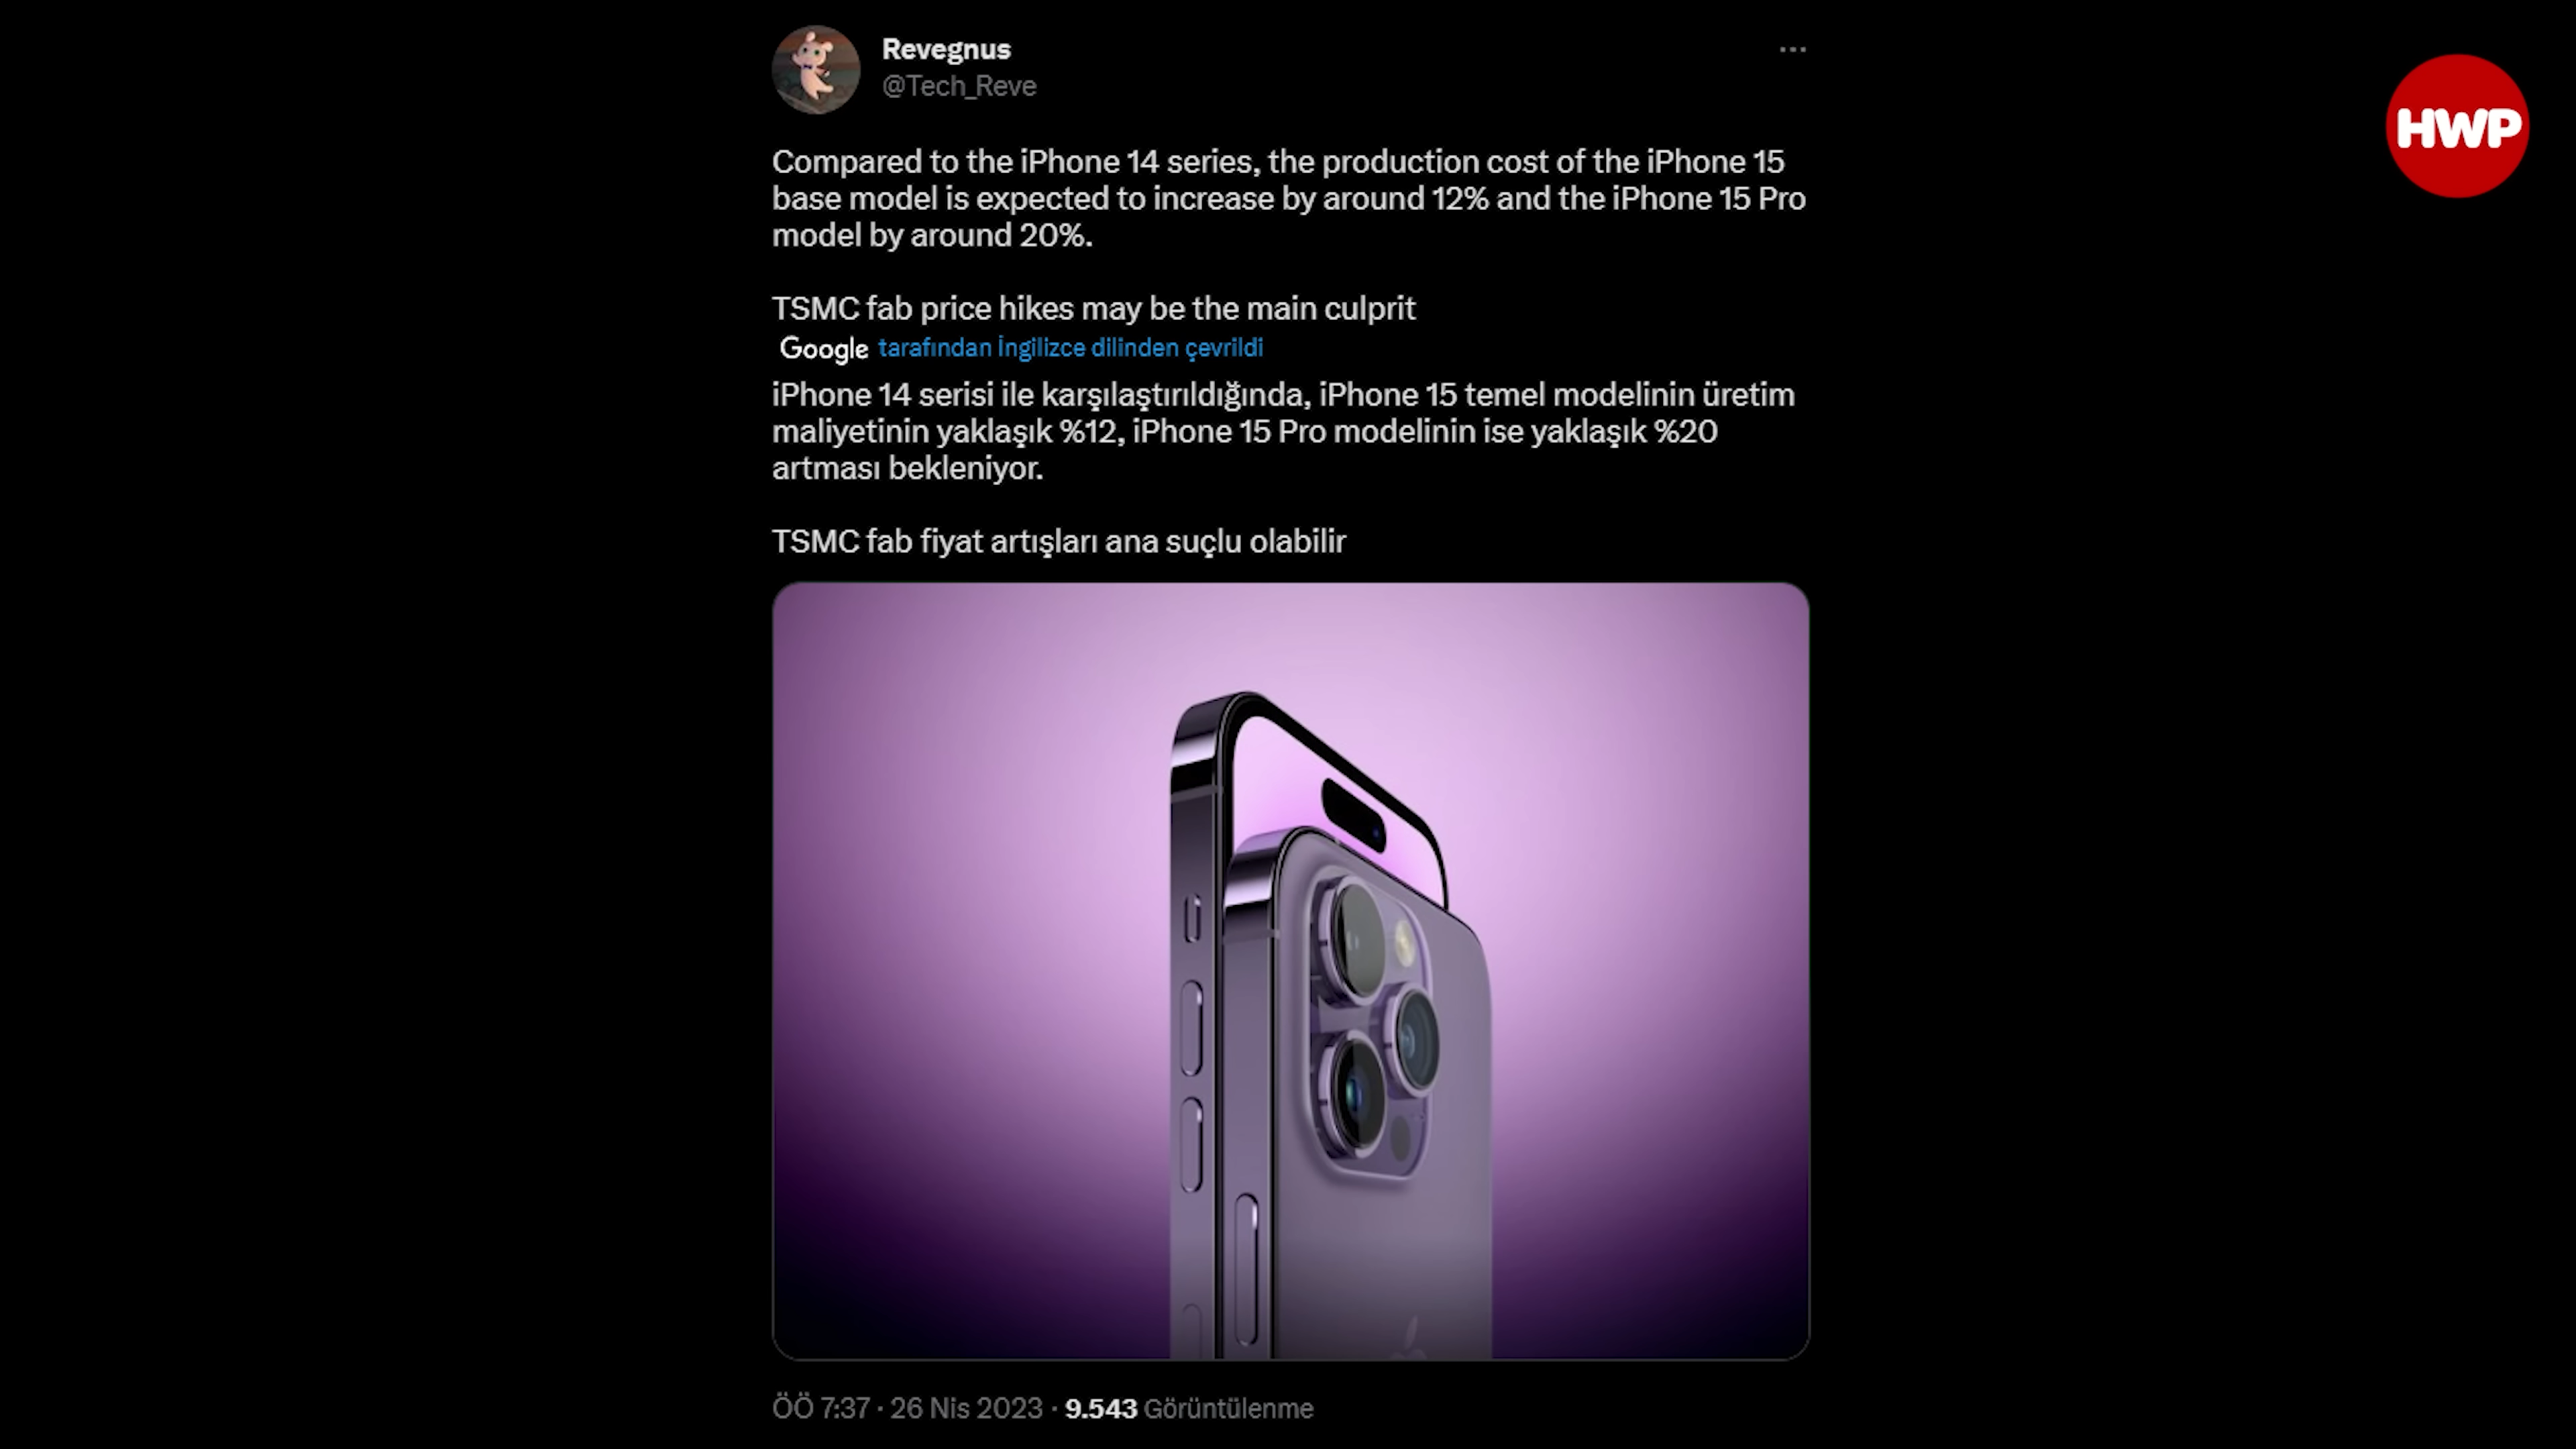 Revegnus
@Tech_Reve
HWP
Compared to the iPhone 14 series, the production cost of the iPhone 15
base model is expected to increase by around 12% and the iPhone 15 Pro
model by around 20%.
TSMC fab price hikes may be the main culprit
Google tarafından İngilizce dilinden çevrildi
iPhone 14 serisi ile karşılaştırıldığında, iPhone 15 temel modelinin üretim
maliyetinin yaklaşık %12, iPhone 15 Pro modelinin ise yaklaşık %20
artması bekleniyor.
TSMC fab fiyat artışları ana suçlu olabilir
ÖÖ 7:37 · 26 Nis 2023 · 9.543 Görüntülenme